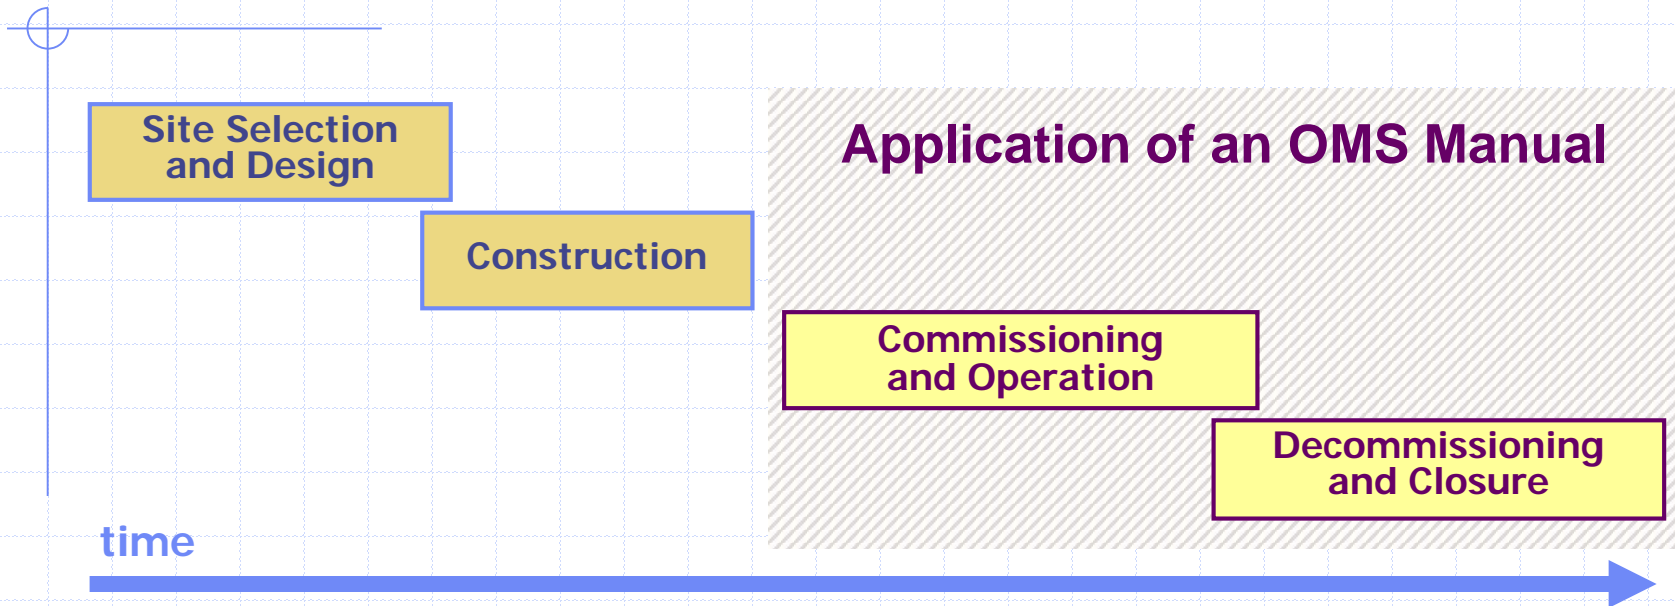 Site Selection
and Design
Application of an OMS Manual
Construction
Commissioning
and Operation
Decommissioning
and Closure
time